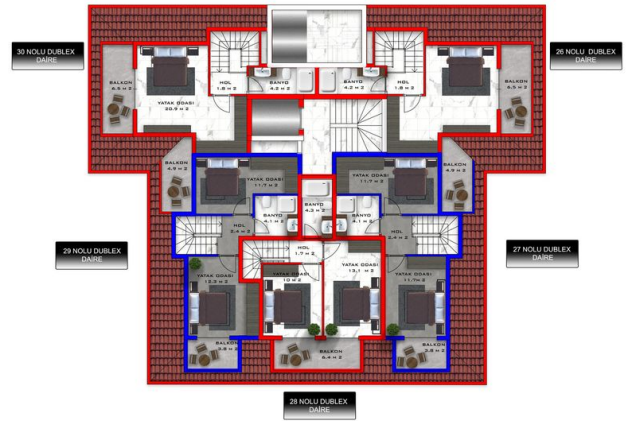 30 NOLU DUBLEX
DAİRE
26 NOLU DUBLEX
DAİRE
BALKON
6.5 M 2
YATAK ODASI
20.9 M 2
HOL
1.8 M 2
BANYO
4.2 M 2
BANYO
4.2 M 2
HOL
1.8 M 2
BALKON
6.5 M 2
BALKON
4.9 M 2
YATAK ODASI
11.7 M 2
YATAK ODASI
11.7 M 2
BALKON
4.9 M 2
BANYO
4.1 M 2
BANYO
4.3 M 2
BANYO
4.1 M 2
HOL
2.4 M 2
HOL
2.4 M 2
29 NOLU DUBLEX
DAİRE
27 NOLU DUBLEX
DAİRE
HOL
1.7 M 2
YATAK ODASI
YATAK ODASI
10 M 2
YATAK ODASI
13.1 M 2
YATAK ODASI
11.7M 2
BALKON
3.8 M 2
BALKON
6.4 M 2
BALKON
3.8 M 2
28 NOLU DUBLEX
DAİRE